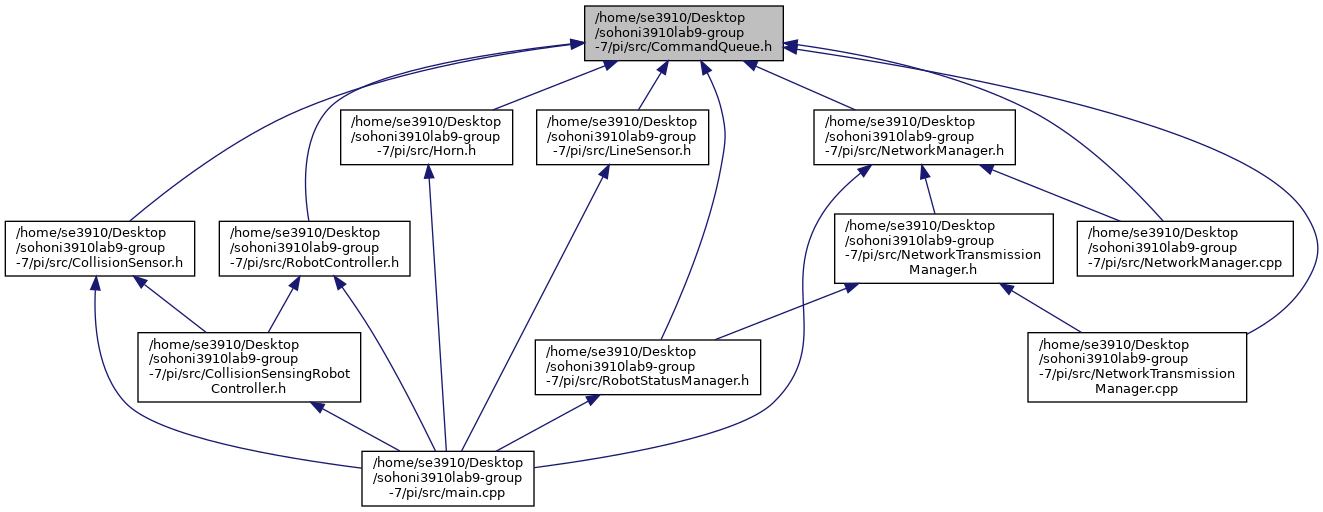 /home/se3910/Desktop
/sohoni3910lab9-group
-7/pi/src/CommandQueue.h
/home/se3910/Desktop
/sohoni3910lab9-group
-7/pi/src/Horn.h
/home/se3910/Desktop
/sohoni3910lab9-group
-7/pi/src/LineSensor.h
/home/se3910/Desktop
/sohoni3910lab9-group
-7/pi/src/NetworkManager.h
/home/se3910/Desktop
/sohoni3910lab9-group
-7/pi/src/CollisionSensor.h
/home/se3910/Desktop
/sohoni3910lab9-group
-7/pi/src/RobotController.h
/home/se3910/Desktop
/sohoni3910lab9-group
-7/pi/src/NetworkTransmission
Manager.h
/home/se3910/Desktop
/sohoni3910lab9-group
-7/pi/src/NetworkManager.cpp
/home/se3910/Desktop
/sohoni3910lab9-group
-7/pi/src/CollisionSensingRobot
Controller.h
/home/se3910/Desktop
/sohoni3910lab9-group
-7/pi/src/RobotStatusManager.h
/home/se3910/Desktop
/sohoni3910lab9-group
-7/pi/src/NetworkTransmission
Manager.cpp
/home/se3910/Desktop
/sohoni3910lab9-group
-7/pi/src/main.cpp